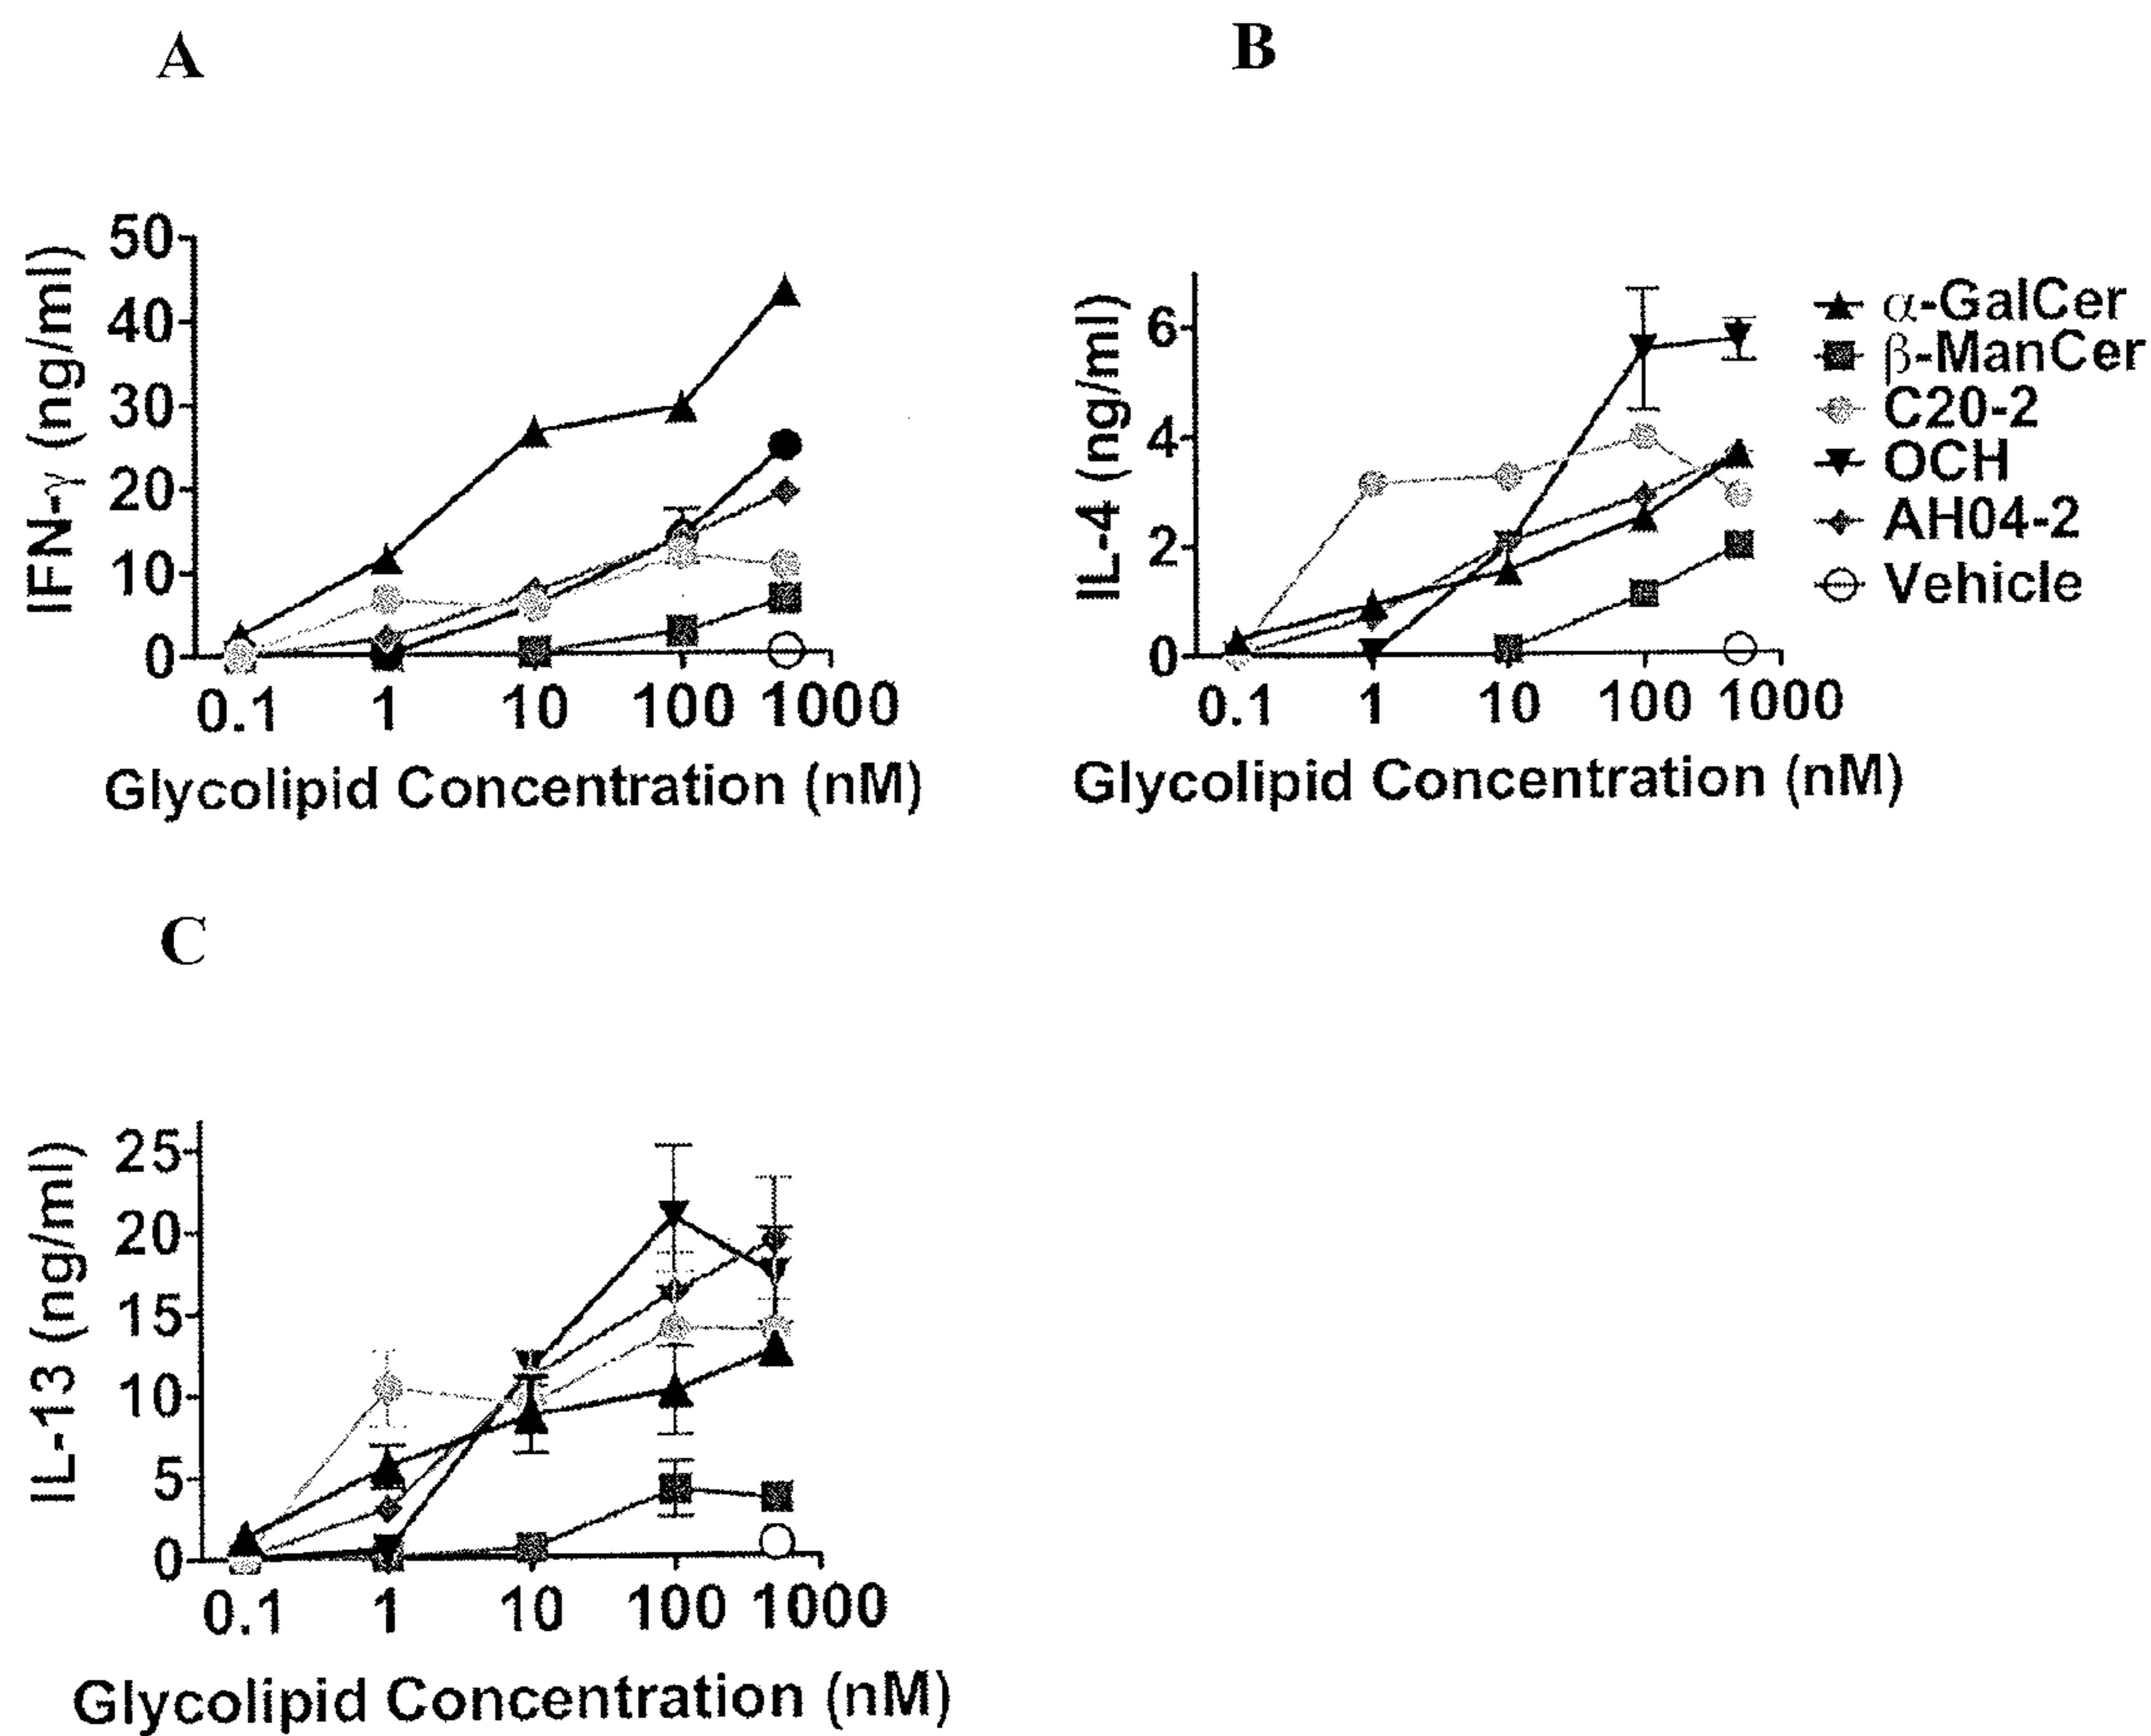 A
IFN-γ (ng/ml)
50
40
30
20
10
0
0.1 1 10 100 1000
Glycolipid Concentration (nM)
B
IL-4 (ng/ml)
6
4
2
0
0.1 1 10 100 1000
Glycolipid Concentration (nM)
α-GalCer
β-ManCer
C20-2
OCH
AH04-2
Vehicle
C
IL-13 (ng/ml)
25
20
15
10
5
0
0.1 1 10 100 1000
Glycolipid Concentration (nM)